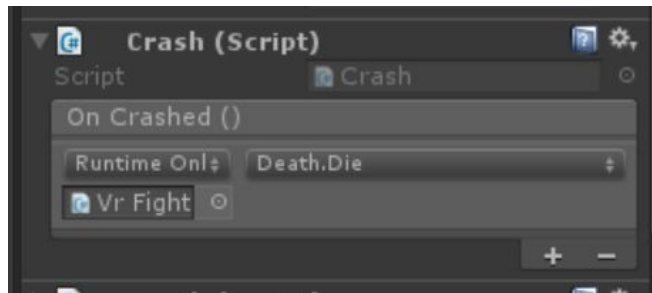 Crash (Script)
Script Crash
On Crashed ()
Runtime Onl Death.Die
Vr Fight